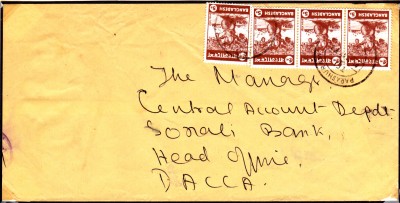 BANGLADESH BANGLADESH BANGLADESH BANGLADESH
The Manager
Central Account Deptt.
Sonali Bank,
Head Office.
DACCA.